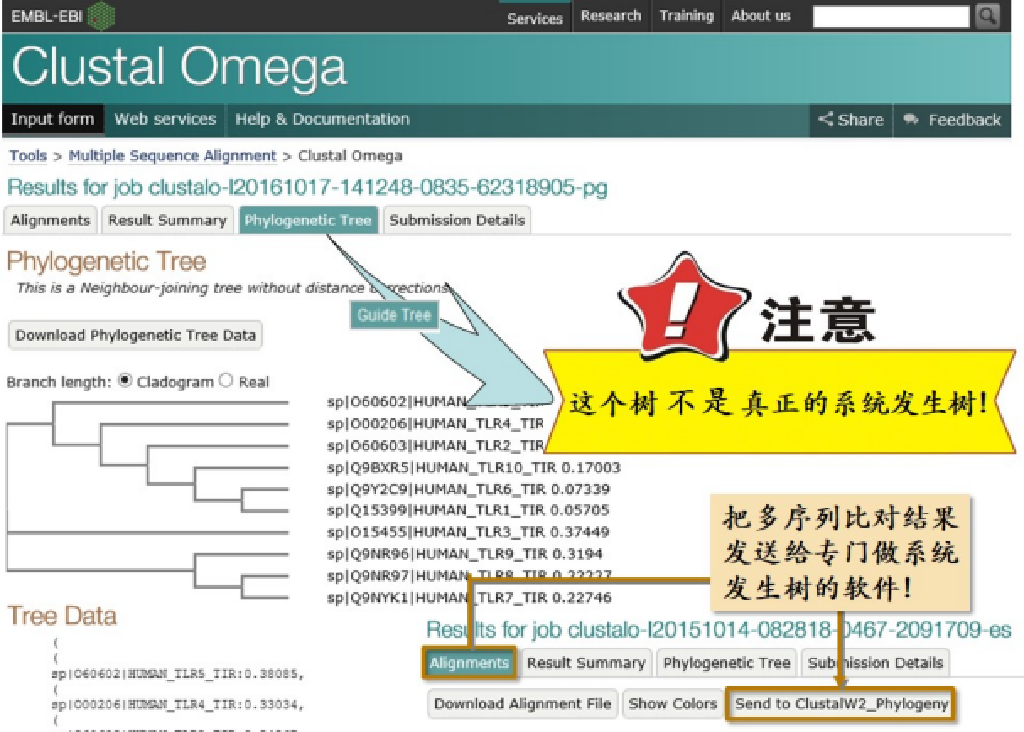 EMBL-EBI
Services Research Training About us
Clustal Omega
Input form Web services Help & Documentation Share Feedback
Tools > Multiple Sequence Alignment > Clustal Omega
Results for job clustalo-I20161017-141248-0835-62318905-pg
Alignments Result Summary Phylogenetic Tree Submission Details
Phylogenetic Tree
This is a Neighbour-joining tree without distance corrections.
Guide Tree
Download Phylogenetic Tree Data
注意
这个树不是真正的系统发生树!
Branch length: Cladogram Real
sp|O60602|HUMAN_
sp|O00206|HUMAN_TLR4_TIR
sp|O60603|HUMAN_TLR2_TIR
sp|Q9BXR5|HUMAN_TLR10_TIR 0.17003
sp|Q9Y2C9|HUMAN_TLR6_TIR 0.07339
sp|Q15399|HUMAN_TLR1_TIR 0.05705
sp|O15455|HUMAN_TLR3_TIR 0.37449
sp|Q9NR96|HUMAN_TLR9_TIR 0.3194
sp|Q9NR97|HUMAN_TLR8_TIR 0.22227
sp|Q9NYK1|HUMAN_TLR7_TIR 0.22746
把多序列比对结果
发送给专门做系统
发生树的软件!
Tree Data
(
(
sp|O60602|HUMAN_TLR5_TIR:0.38085,
(
sp|O00206|HUMAN_TLR4_TIR:0.33034,
(
Results for job clustalo-I20151014-082818-0467-2091709-es
Alignments Result Summary Phylogenetic Tree Submission Details
Download Alignment File Show Colors Send to ClustalW2_Phylogeny